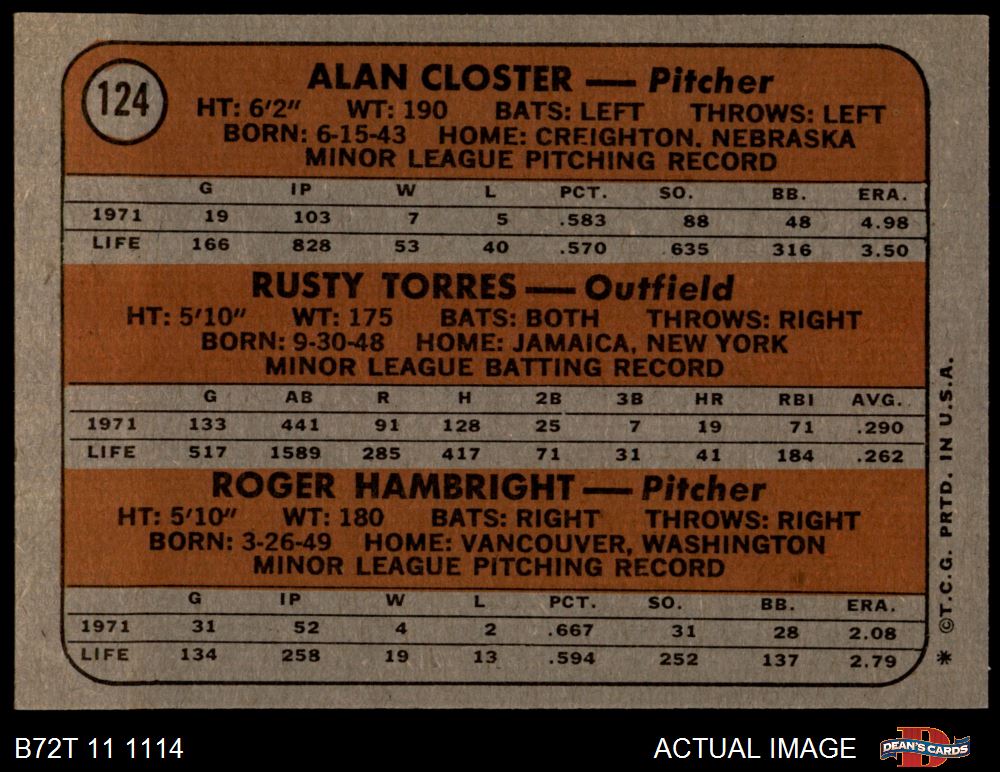 124
ALAN CLOSTER — Pitcher
HT: 6'2" WT: 190 BATS: LEFT THROWS: LEFT
BORN: 6-15-43 HOME: CREIGHTON. NEBRASKA
MINOR LEAGUE PITCHING RECORD
G IP W L PCT. SO. BB. ERA.
1971 19 103 7 5 .583 88 48 4.98
LIFE 166 828 53 40 .570 635 316 3.50
RUSTY TORRES — Outfield
HT: 5'10" WT: 175 BATS: BOTH THROWS: RIGHT
BORN: 9-30-48 HOME: JAMAICA, NEW YORK
MINOR LEAGUE BATTING RECORD
G AB R H 2B 3B HR RBI AVG.
1971 133 441 91 128 25 7 19 71 .290
LIFE 517 1589 285 417 71 31 41 184 .262
ROGER HAMBRIGHT — Pitcher
HT: 5'10" WT: 180 BATS: RIGHT THROWS: RIGHT
BORN: 3-26-49 HOME: VANCOUVER, WASHINGTON
MINOR LEAGUE PITCHING RECORD
G IP W L PCT. SO. BB. ERA.
1971 31 52 4 2 .667 31 28 2.08
LIFE 134 258 19 13 .594 252 137 2.79
* ©T.C.G. PRTD. IN U.S.A.
B72T 11 1114
ACTUAL IMAGE
DEAN'S CARDS